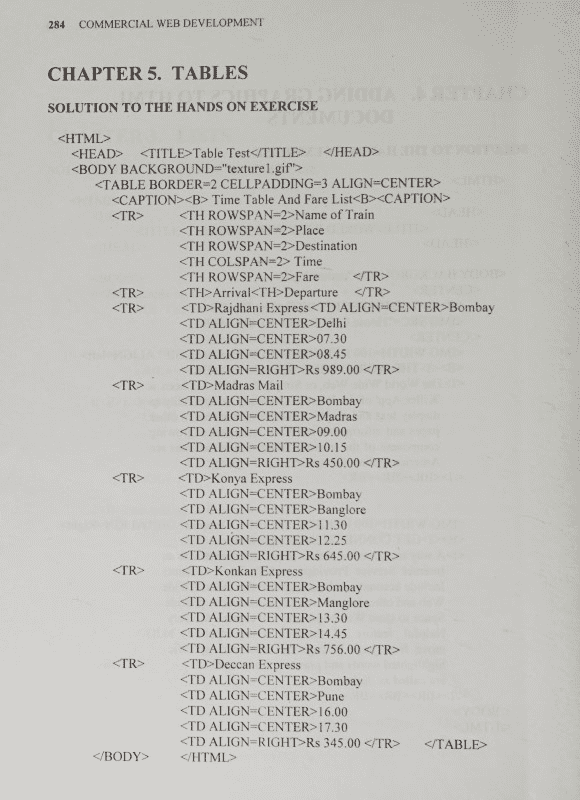 284 COMMERCIAL WEB DEVELOPMENT
CHAPTER 5. TABLES
SOLUTION TO THE HANDS ON EXERCISE
<HTML>
<HEAD> <TITLE>Table Test</TITLE> </HEAD>
<BODY BACKGROUND="texture1.gif">
<TABLE BORDER=2 CELLPADDING=3 ALIGN=CENTER>
<CAPTION><B> Time Table And Fare List<B><CAPTION>
<TR> <TH ROWSPAN=2>Name of Train
<TH ROWSPAN=2>Place
<TH ROWSPAN=2>Destination
<TH COLSPAN=2> Time
<TH ROWSPAN=2>Fare </TR>
<TR> <TH>Arrival<TH>Departure </TR>
<TR> <TD>Rajdhani Express<TD ALIGN=CENTER>Bombay
<TD ALIGN=CENTER>Delhi
<TD ALIGN=CENTER>07.30
<TD ALIGN=CENTER>08.45
<TD ALIGN=RIGHT>Rs 989.00 </TR>
<TR> <TD>Madras Mail
<TD ALIGN=CENTER>Bombay
<TD ALIGN=CENTER>Madras
<TD ALIGN=CENTER>09.00
<TD ALIGN=CENTER>10.15
<TD ALIGN=RIGHT>Rs 450.00 </TR>
<TR> <TD>Konya Express
<TD ALIGN=CENTER>Bombay
<TD ALIGN=CENTER>Banglore
<TD ALIGN=CENTER>11.30
<TD ALIGN=CENTER>12.25
<TD ALIGN=RIGHT>Rs 645.00 </TR>
<TR> <TD>Konkan Express
<TD ALIGN=CENTER>Bombay
<TD ALIGN=CENTER>Manglore
<TD ALIGN=CENTER>13.30
<TD ALIGN=CENTER>14.45
<TD ALIGN=RIGHT>Rs 756.00 </TR>
<TR> <TD>Deccan Express
<TD ALIGN=CENTER>Bombay
<TD ALIGN=CENTER>Pune
<TD ALIGN=CENTER>16.00
<TD ALIGN=CENTER>17.30
<TD ALIGN=RIGHT>Rs 345.00 </TR> </TABLE>
</BODY> </HTML>